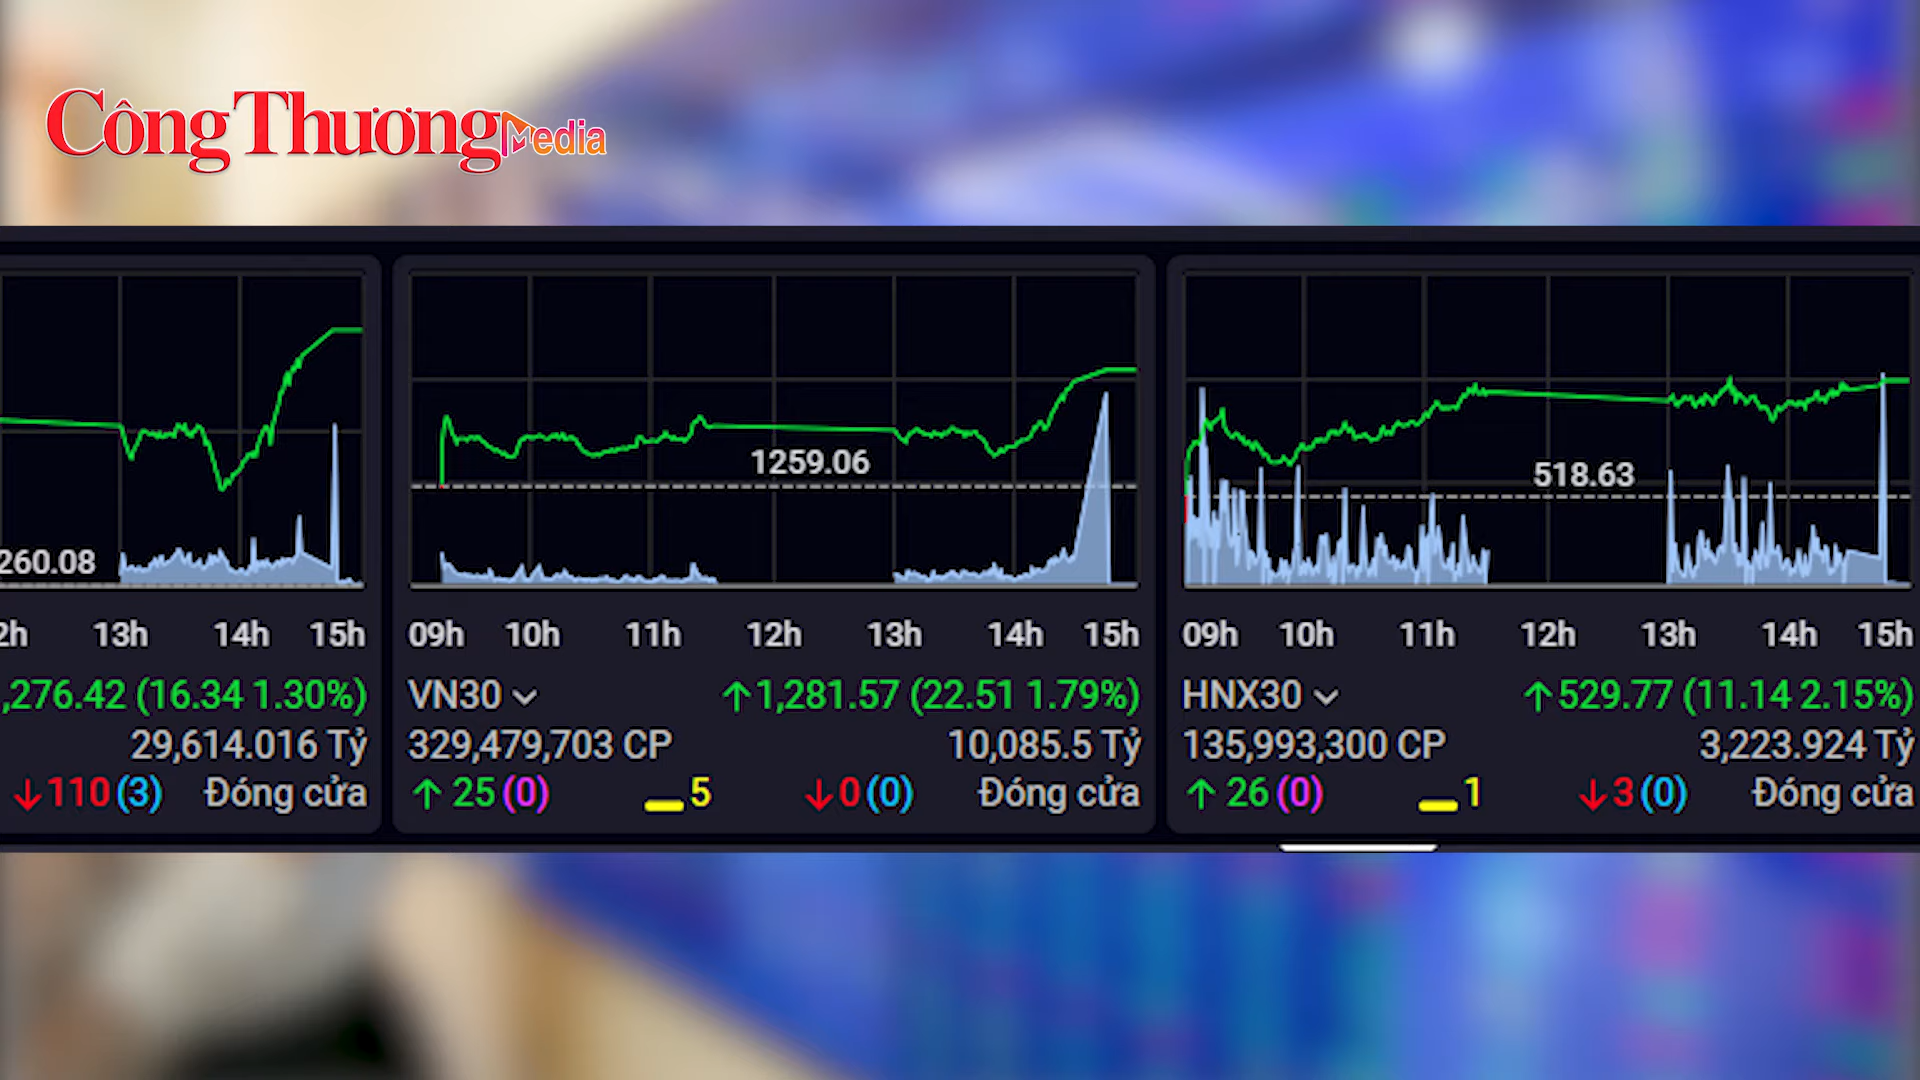 CôngThương Media
260.08
2h 13h 14h 15h
,276.42 (16.34 1.30%)
29,614.016 Tỷ
↓110 (3) Đóng cửa
1259.06
09h 10h 11h 12h 13h 14h 15h
VN30 ↑1,281.57 (22.51 1.79%)
329,479,703 CP 10,085.5 Tỷ
↑ 25 (0) 5 ↓0 (0) Đóng cửa
518.63
09h 10h 11h 12h 13h 14h 15h
HNX30 ↑529.77 (11.14 2.15%)
135,993,300 CP 3,223.924 Tỷ
↑ 26 (0) 1 ↓3 (0) Đóng cửa